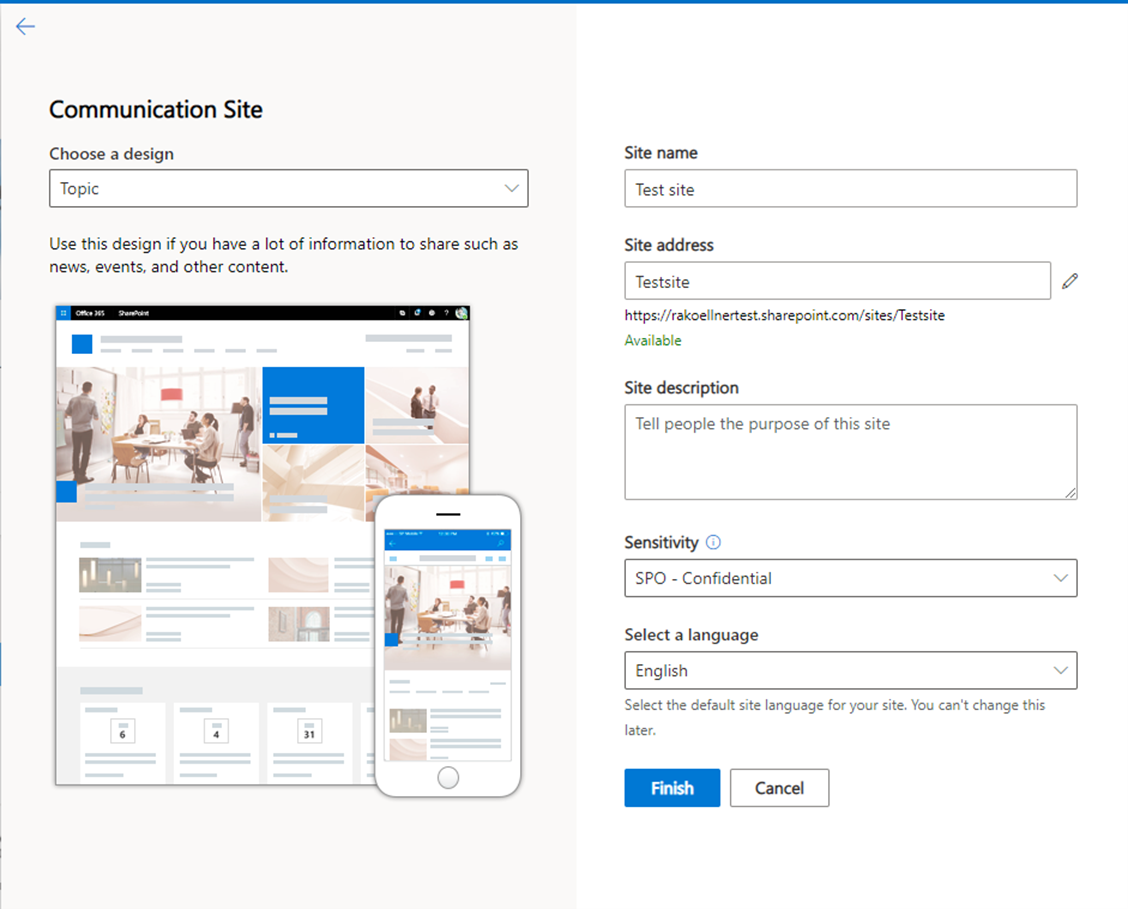 Communication Site
Choose a design
Topic
Use this design if you have a lot of information to share such as
news, events, and other content.
Office 365 SharePoint ?
6 4 31
Site name
Test site
Site address
Testsite
https://rakoellnertest.sharepoint.com/sites/Testsite
Available
Site description
Tell people the purpose of this site
Sensitivity
SPO - Confidential
Select a language
English
Select the default site language for your site. You can't change this
later.
Finish Cancel